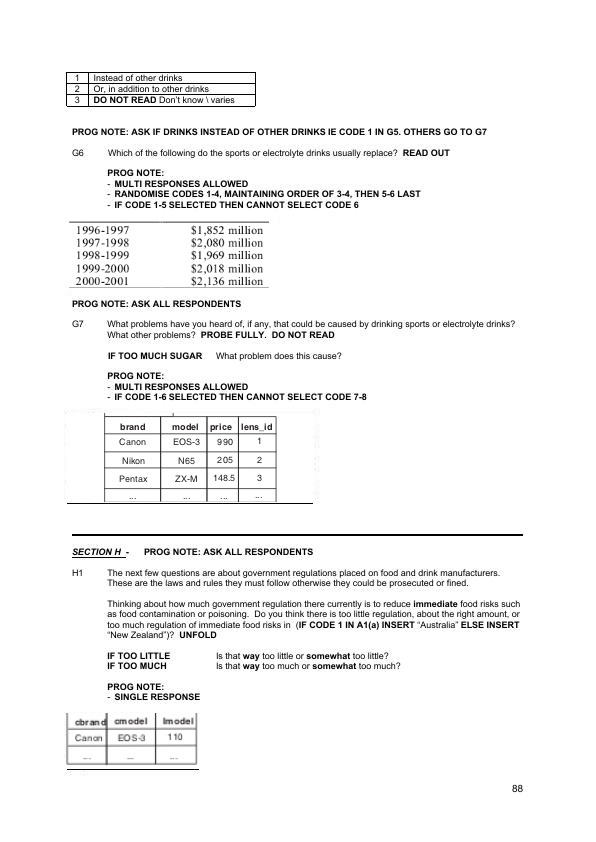 1 Instead of other drinks
2 Or, in addition to other drinks
3 DO NOT READ Don't know \ varies
PROG NOTE: ASK IF DRINKS INSTEAD OF OTHER DRINKS IE CODE 1 IN G5. OTHERS GO TO G7
G6 Which of the following do the sports or electrolyte drinks usually replace? READ OUT
PROG NOTE:
- MULTI RESPONSES ALLOWED
- RANDOMISE CODES 1-4, MAINTAINING ORDER OF 3-4, THEN 5-6 LAST
- IF CODE 1-5 SELECTED THEN CANNOT SELECT CODE 6
1996-1997 $1,852 million
1997-1998 $2,080 million
1998-1999 $1,969 million
1999-2000 $2,018 million
2000-2001 $2,136 million
PROG NOTE: ASK ALL RESPONDENTS
G7 What problems have you heard of, if any, that could be caused by drinking sports or electrolyte drinks?
What other problems? PROBE FULLY. DO NOT READ
IF TOO MUCH SUGAR What problem does this cause?
PROG NOTE:
- MULTI RESPONSES ALLOWED
- IF CODE 1-6 SELECTED THEN CANNOT SELECT CODE 7-8
brand model price lens_id
Canon EOS-3 990 1
Nikon N65 205 2
Pentax ZX-M 148.5 3
... ... ... ...
SECTION H - PROG NOTE: ASK ALL RESPONDENTS
H1 The next few questions are about government regulations placed on food and drink manufacturers.
These are the laws and rules they must follow otherwise they could be prosecuted or fined.
Thinking about how much government regulation there currently is to reduce immediate food risks such
as food contamination or poisoning. Do you think there is too little regulation, about the right amount, or
too much regulation of immediate food risks in (IF CODE 1 IN A1(a) INSERT "Australia" ELSE INSERT
"New Zealand")? UNFOLD
IF TOO LITTLE Is that way too little or somewhat too little?
IF TOO MUCH Is that way too much or somewhat too much?
PROG NOTE:
- SINGLE RESPONSE
cbrand cmodel lmodel
Canon EOS-3 110
... ... ...
88